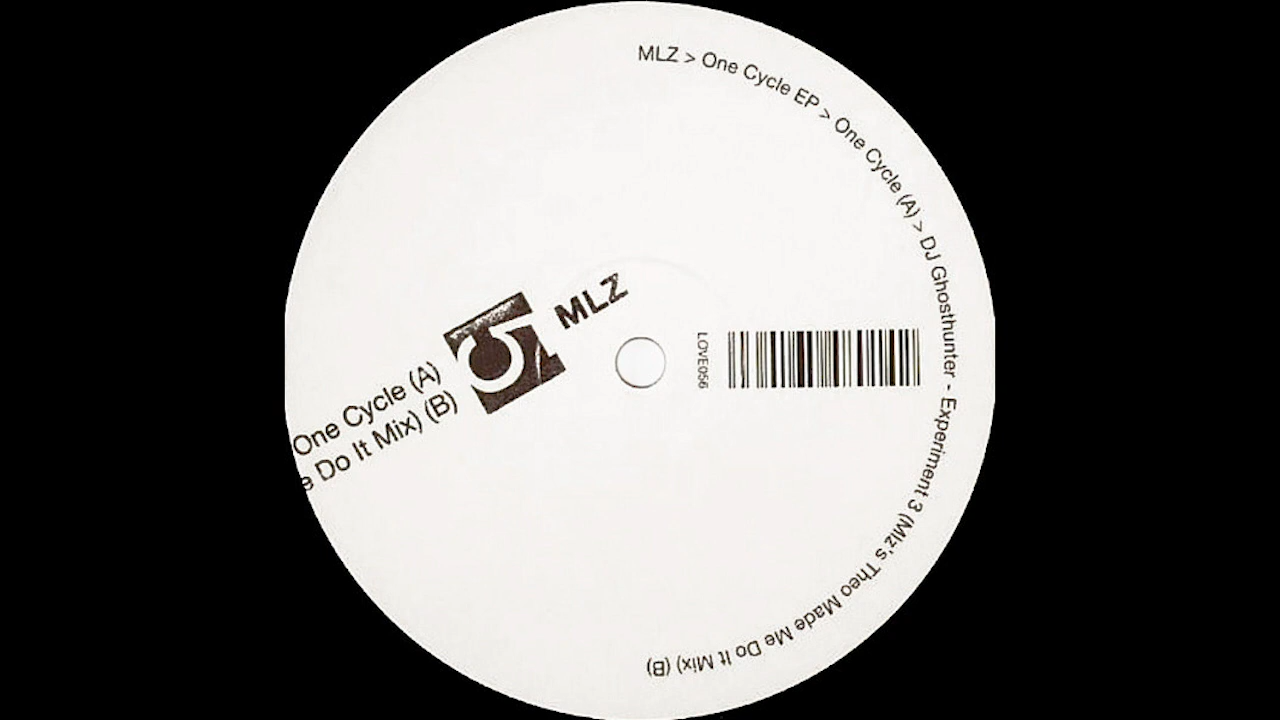 MLZ > One Cycle EP > One Cycle (A) > DJ Ghosthunter - Experiment 3 (Mlz's Theo Made Me Do It Mix) (B)
MLZ
5
One Cycle (A)
e Do It Mix) (B)
LOVE056